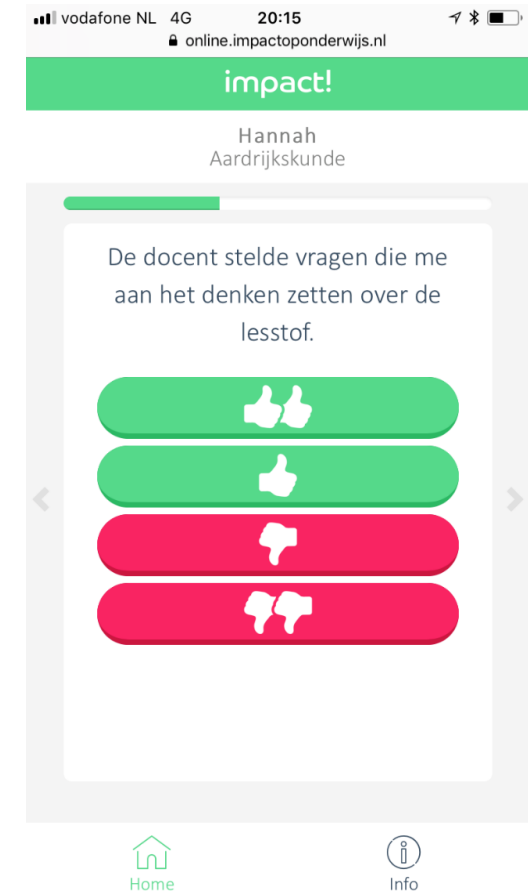 vodafone NL 4G 20:15
online.impactoponderwijs.nl
impact!
Hannah
Aardrijkskunde
De docent stelde vragen die me
aan het denken zetten over de
lesstof.
Home Info